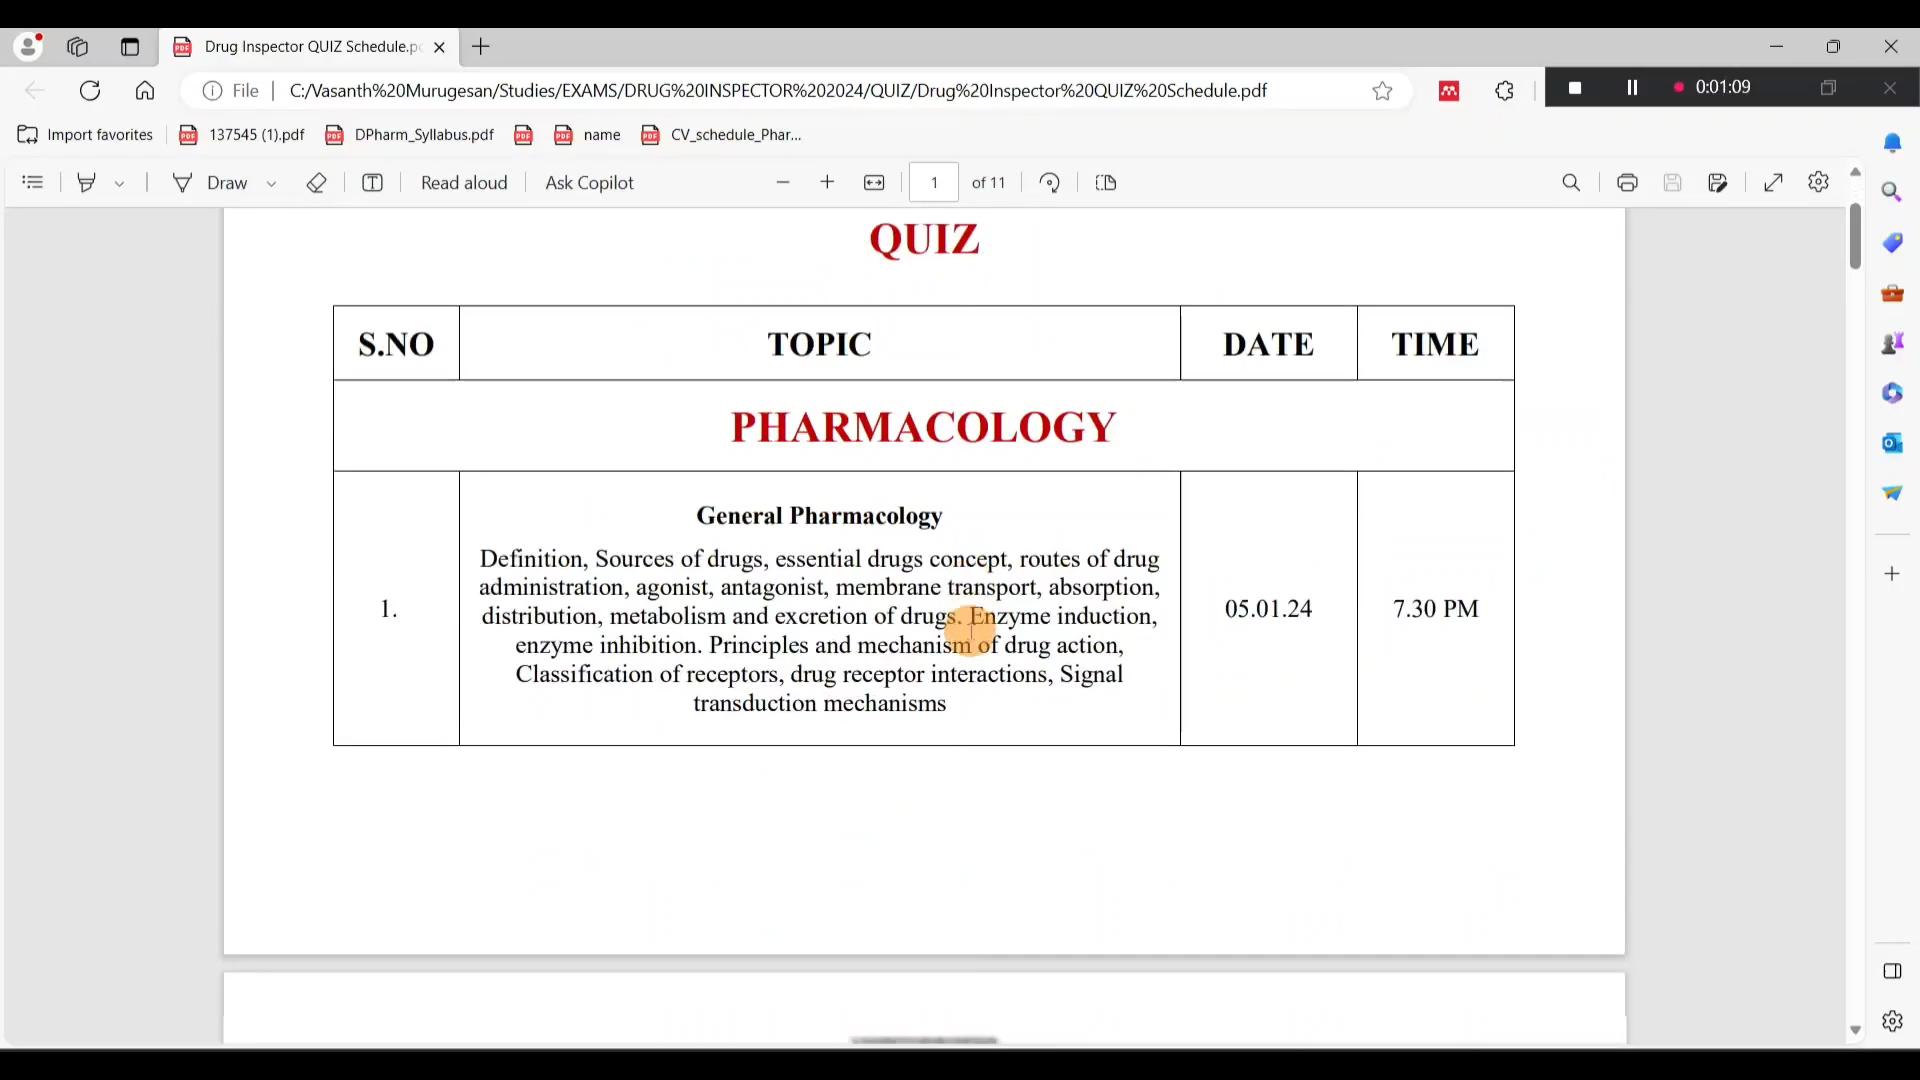 Drug Inspector QUIZ Schedule.p
File
C:/Vasanth%20Murugesan/Studies/EXAMS/DRUG%20INSPECTOR%202024/QUIZ/Drug%20Inspector%20QUIZ%20Schedule.pdf
0:01:09
Import favorites
137545 (1).pdf
DPharm_Syllabus.pdf
name
CV_schedule_Phar...
Draw
Read aloud
Ask Copilot
1
of 11
QUIZ
S.NO
TOPIC
DATE
TIME
PHARMACOLOGY
1.
General Pharmacology
Definition, Sources of drugs, essential drugs concept, routes of drug
administration, agonist, antagonist, membrane transport, absorption,
distribution, metabolism and excretion of drugs. Enzyme induction,
enzyme inhibition. Principles and mechanism of drug action,
Classification of receptors, drug receptor interactions, Signal
transduction mechanisms
05.01.24
7.30 PM